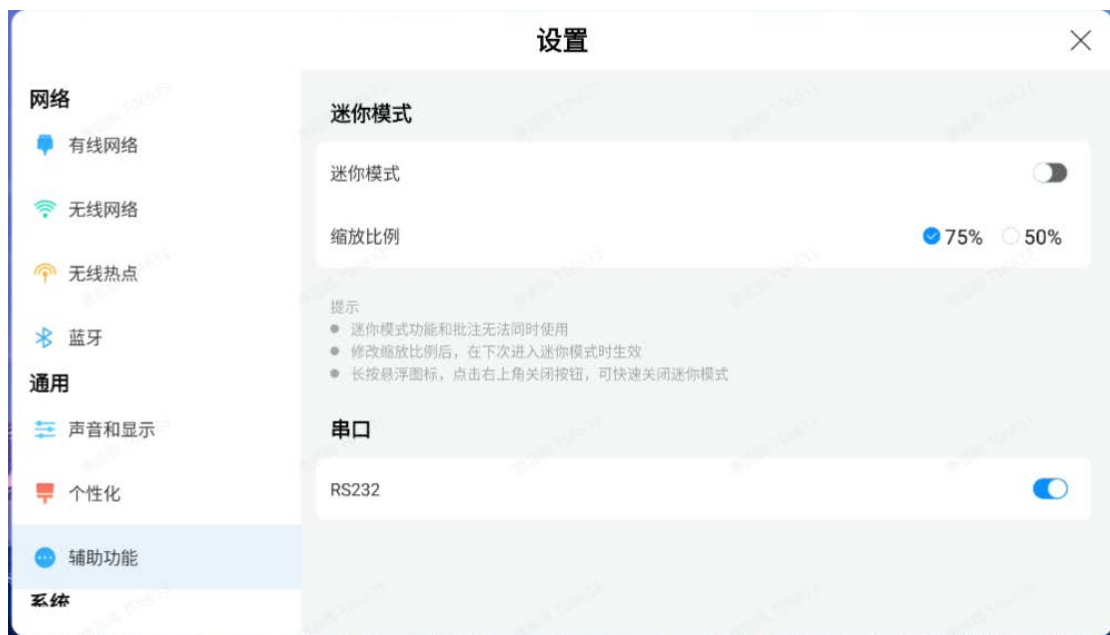 设置
网络
有线网络
无线网络
无线热点
蓝牙
通用
声音和显示
个性化
辅助功能
系统
迷你模式
迷你模式
缩放比例
75% 50%
提示
迷你模式功能和批注无法同时使用
修改缩放比例后，在下次进入迷你模式时生效
长按悬浮图标，点击右上角关闭按钮，可快速关闭迷你模式
串口
RS232